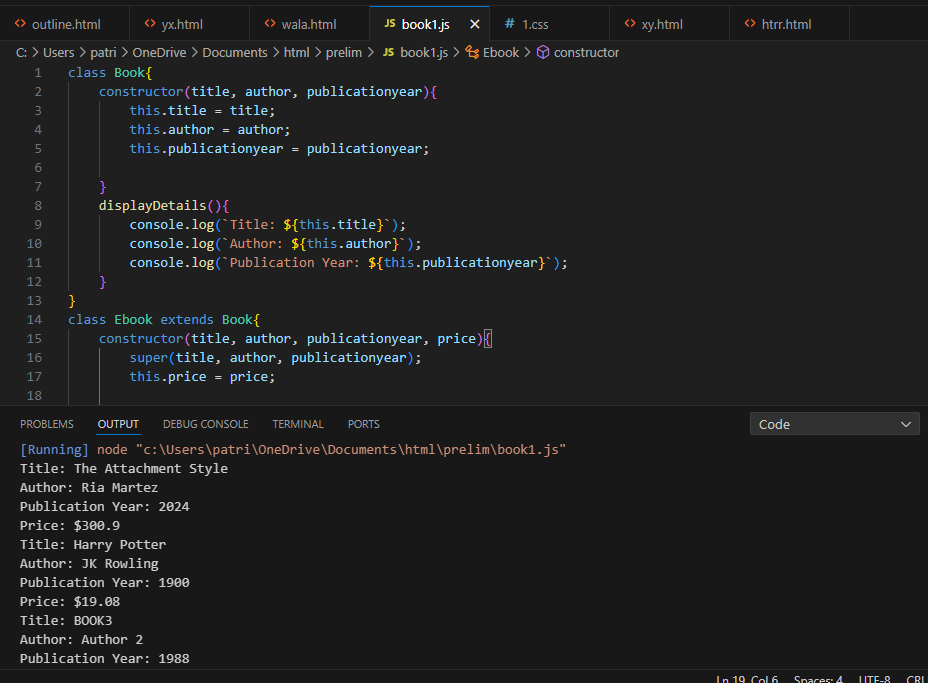 outline.html yx.html wala.html JS book1.js # 1.css xy.html htrr.html
C: > Users > patri > OneDrive > Documents > html > prelim > JS book1.js > Ebook > constructor
1 class Book{
2 constructor(title, author, publicationyear){
3 this.title = title;
4 this.author = author;
5 this.publicationyear = publicationyear;
6
7 }
8 displayDetails(){
9 console.log(`Title: ${this.title}`);
10 console.log(`Author: ${this.author}`);
11 console.log(`Publication Year: ${this.publicationyear}`);
12 }
13 }
14 class Ebook extends Book{
15 constructor(title, author, publicationyear, price){
16 super(title, author, publicationyear);
17 this.price = price;
18
PROBLEMS OUTPUT DEBUG CONSOLE TERMINAL PORTS Code
[Running] node "c:\Users\patri\OneDrive\Documents\html\prelim\book1.js"
Title: The Attachment Style
Author: Ria Martez
Publication Year: 2024
Price: $300.9
Title: Harry Potter
Author: JK Rowling
Publication Year: 1900
Price: $19.08
Title: BOOK3
Author: Author 2
Publication Year: 1988
Ln 19, Col 6 Spaces: 4 UTF-8 CRL